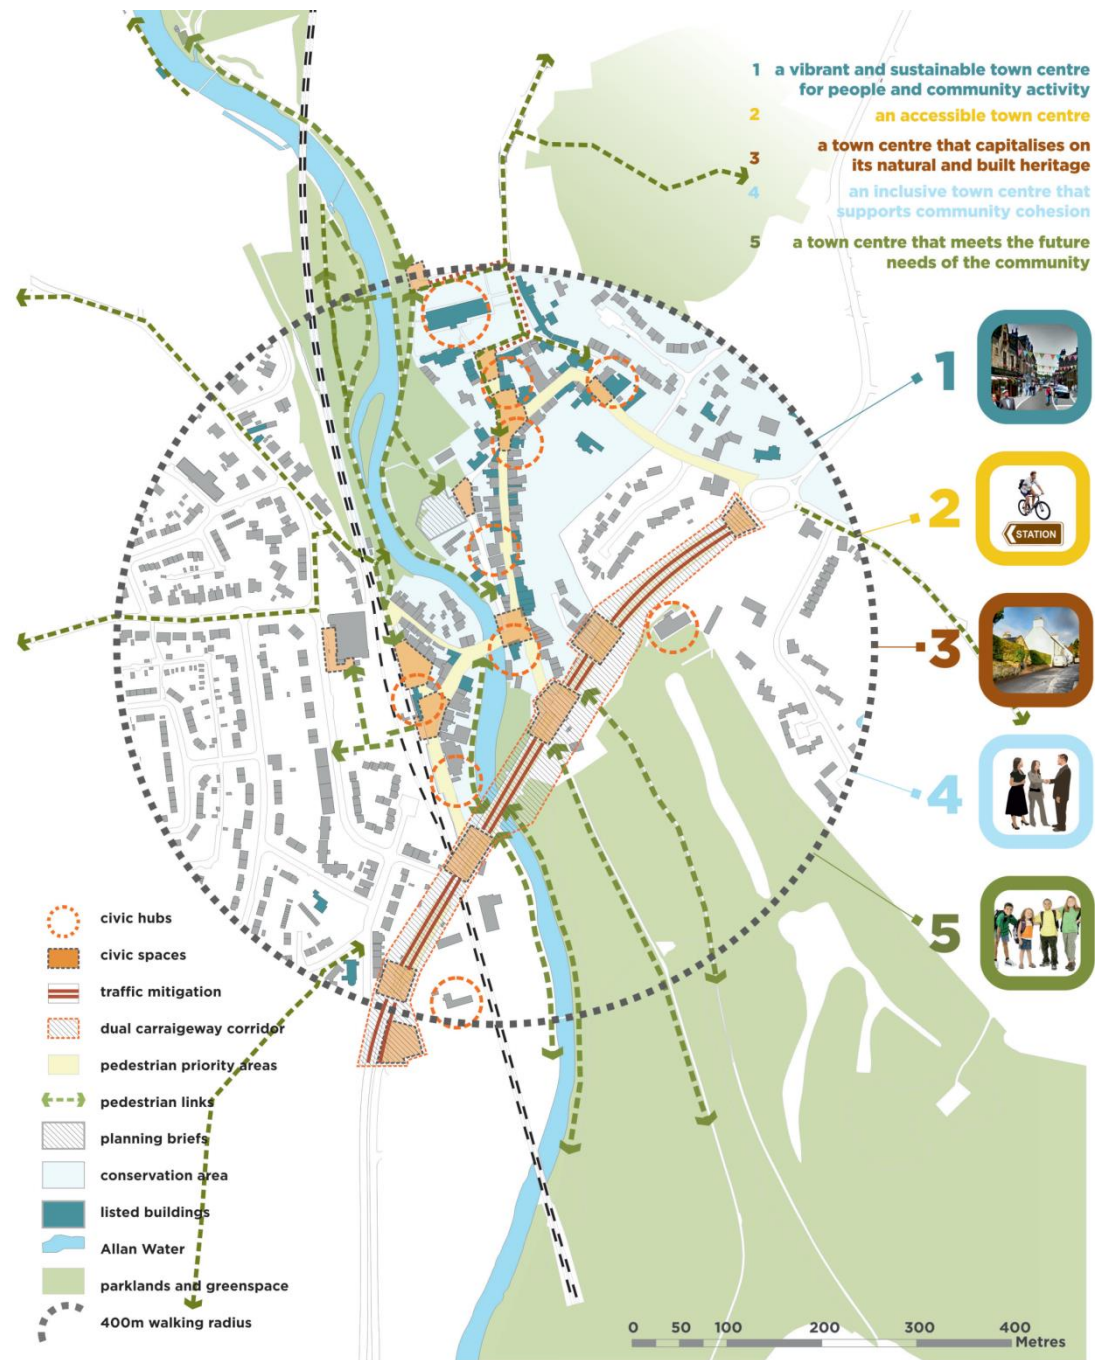 1 a vibrant and sustainable town centre
for people and community activity
2 an accessible town centre
3 a town centre that capitalises on
its natural and built heritage
4 an inclusive town centre that
supports community cohesion
5 a town centre that meets the future
needs of the community
1
2
STATION
3
4
5
civic hubs
civic spaces
traffic mitigation
dual carraigeway corridor
pedestrian priority areas
pedestrian links
planning briefs
conservation area
listed buildings
Allan Water
parklands and greenspace
400m walking radius
0 50 100 200 300 400
Metres